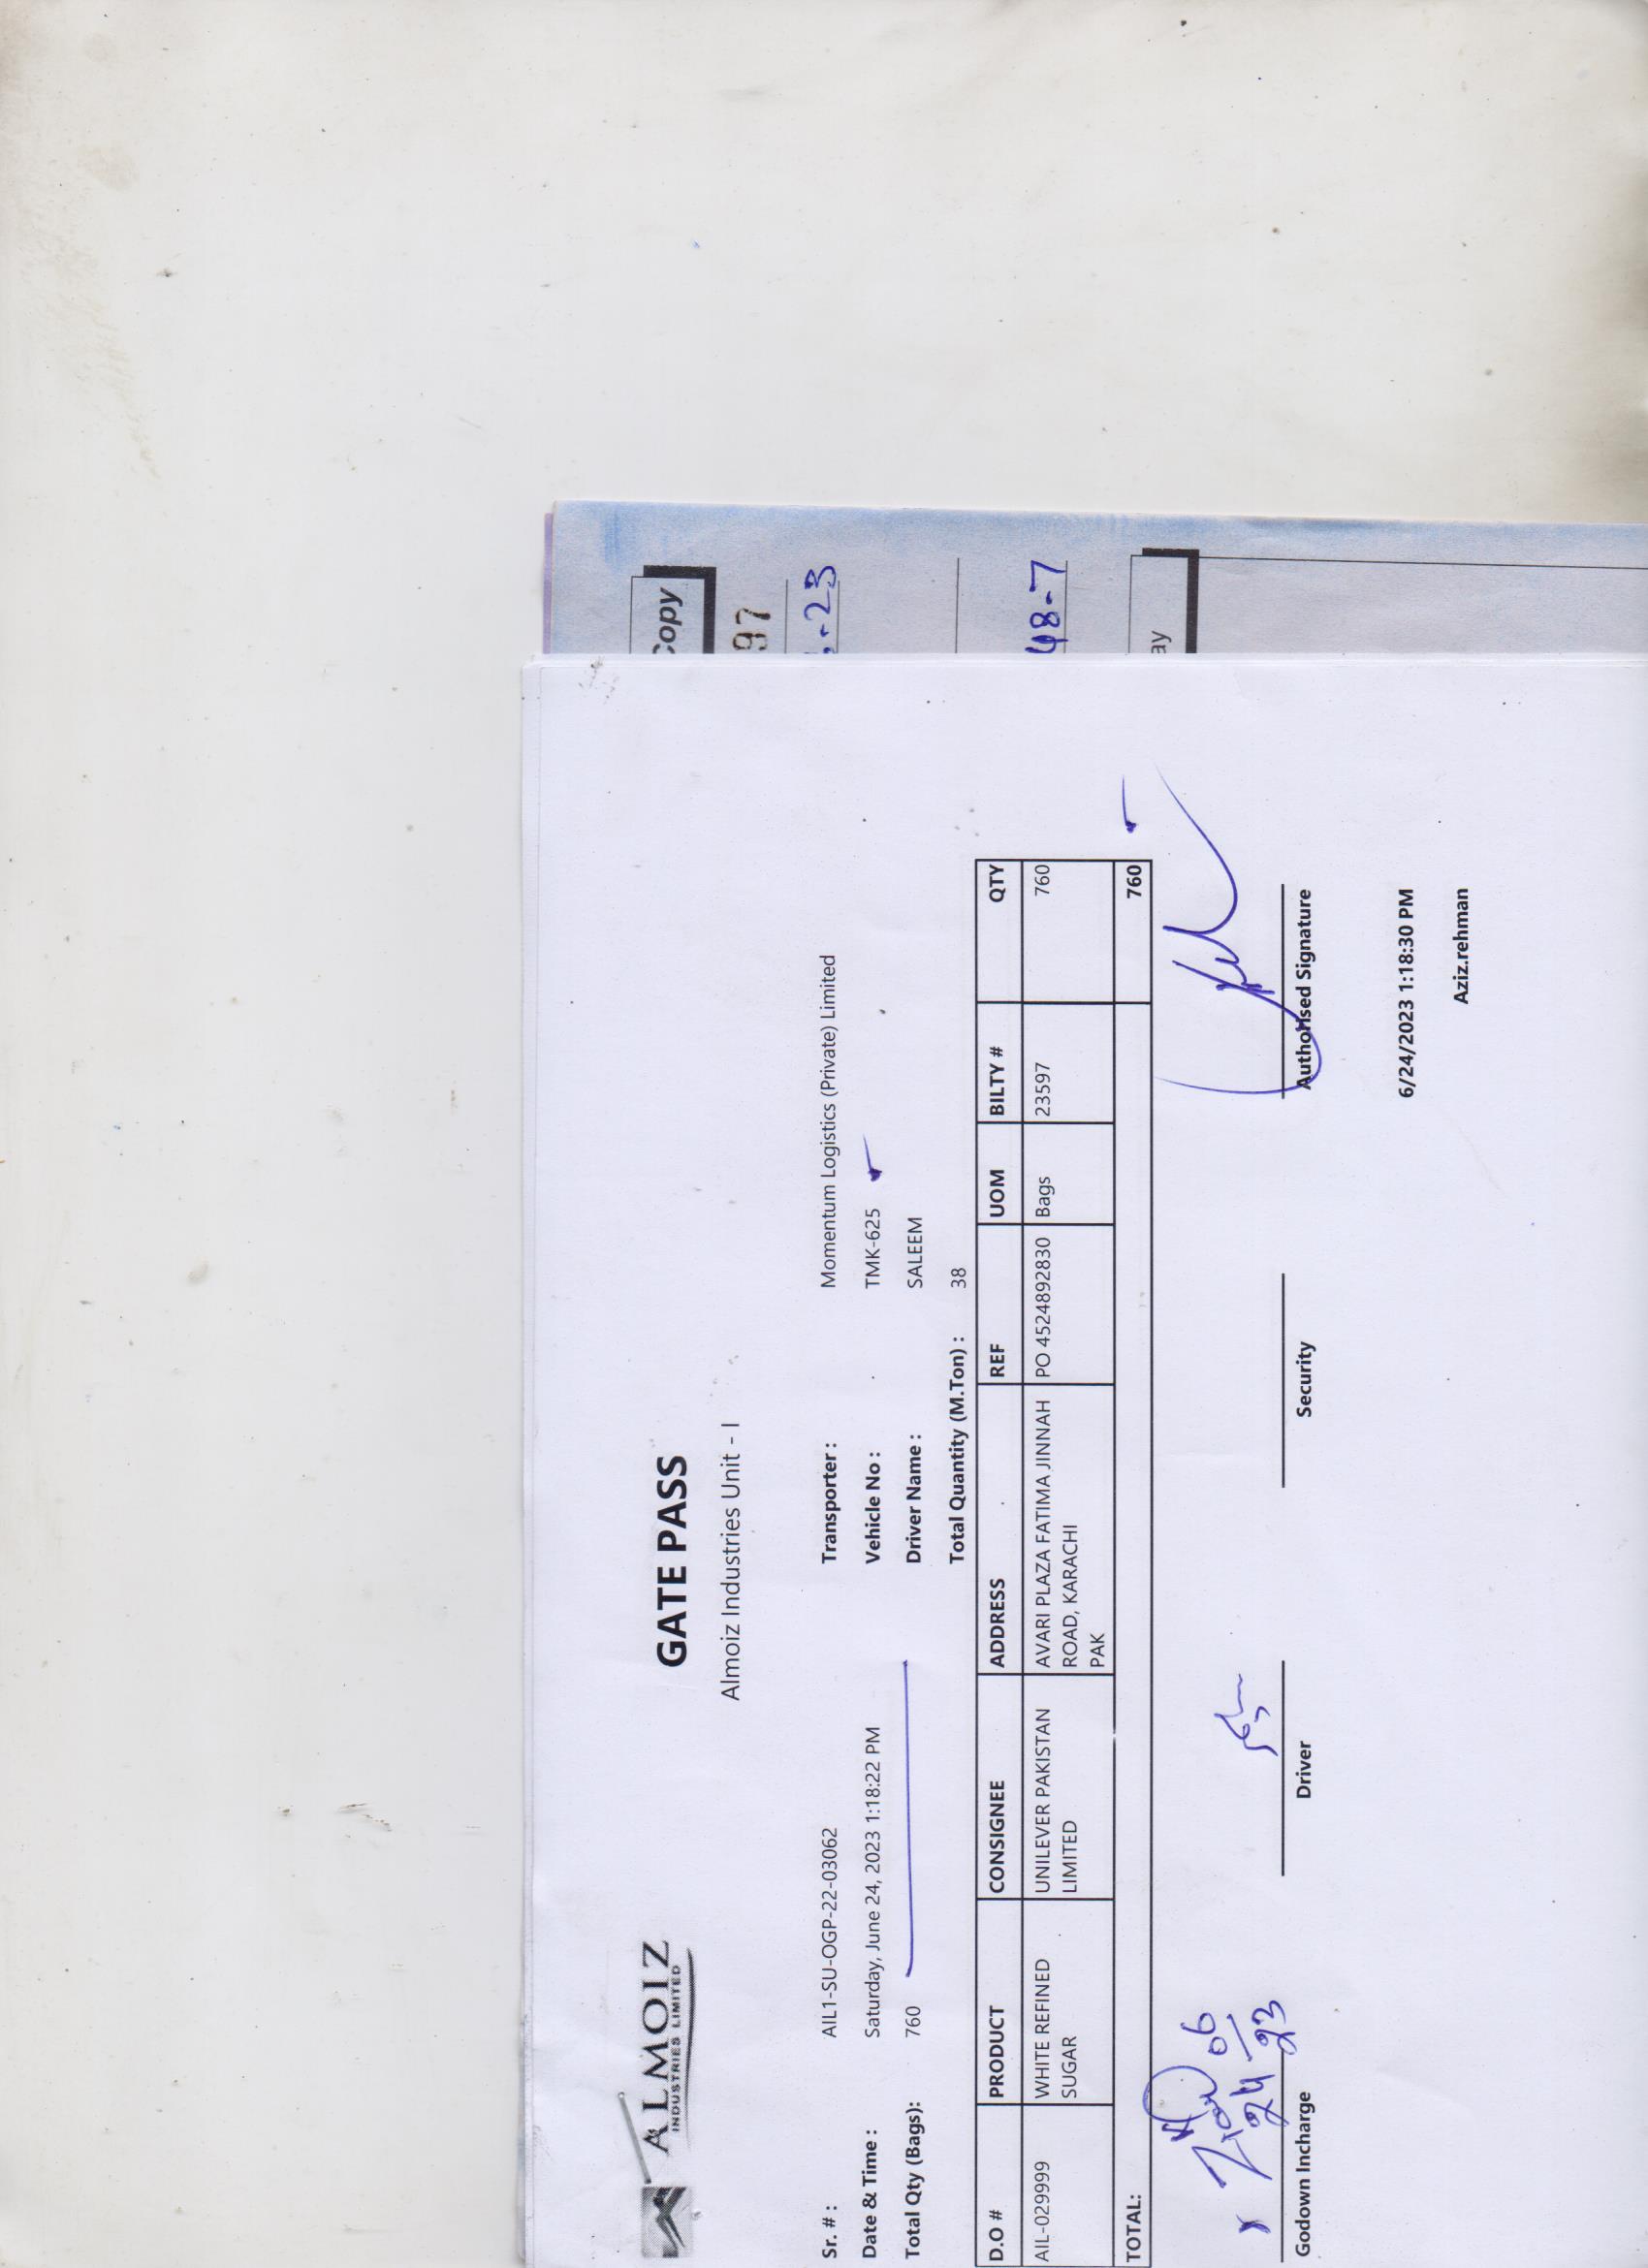 ALMOIZ
INDUSTRIES LIMITED
GATE PASS
Almoiz Industries Unit - I
Sr. # : AIL1-SU-OGP-22-03062 Transporter : Momentum Logistics (Private) Limited
Date & Time : Saturday, June 24, 2023 1:18:22 PM Vehicle No : TMK-625
Total Qty (Bags): 760 Driver Name : SALEEM
Total Quantity (M.Ton) : 38
D.O # PRODUCT CONSIGNEE ADDRESS REF UOM BILTY # QTY
AIL-029999 WHITE REFINED UNILEVER PAKISTAN AVARI PLAZA FATIMA JINNAH PO 4524892830 Bags 23597 760
SUGAR LIMITED ROAD, KARACHI
PAK
TOTAL: 760
24/06
23
Godown Incharge Driver Security Authorised Signature
6/24/2023 1:18:30 PM
Aziz.rehman
Copy
97
-23
48-7
ay